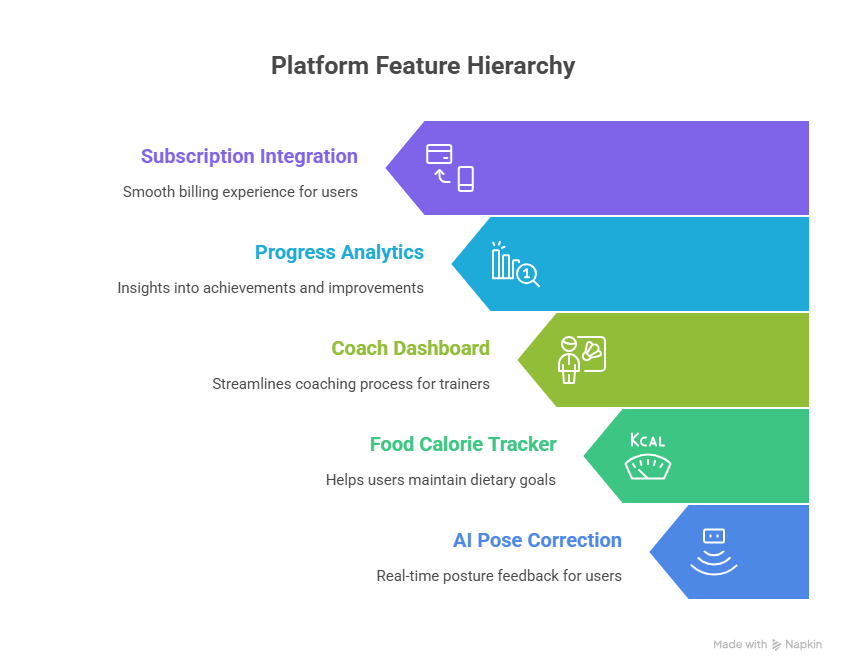 Platform Feature Hierarchy
Subscription Integration
Smooth billing experience for users
Progress Analytics
1
Insights into achievements and improvements
Coach Dashboard
Streamlines coaching process for trainers
KCAL
Food Calorie Tracker
Helps users maintain dietary goals
AI Pose Correction
Real-time posture feedback for users
Made with Napkin